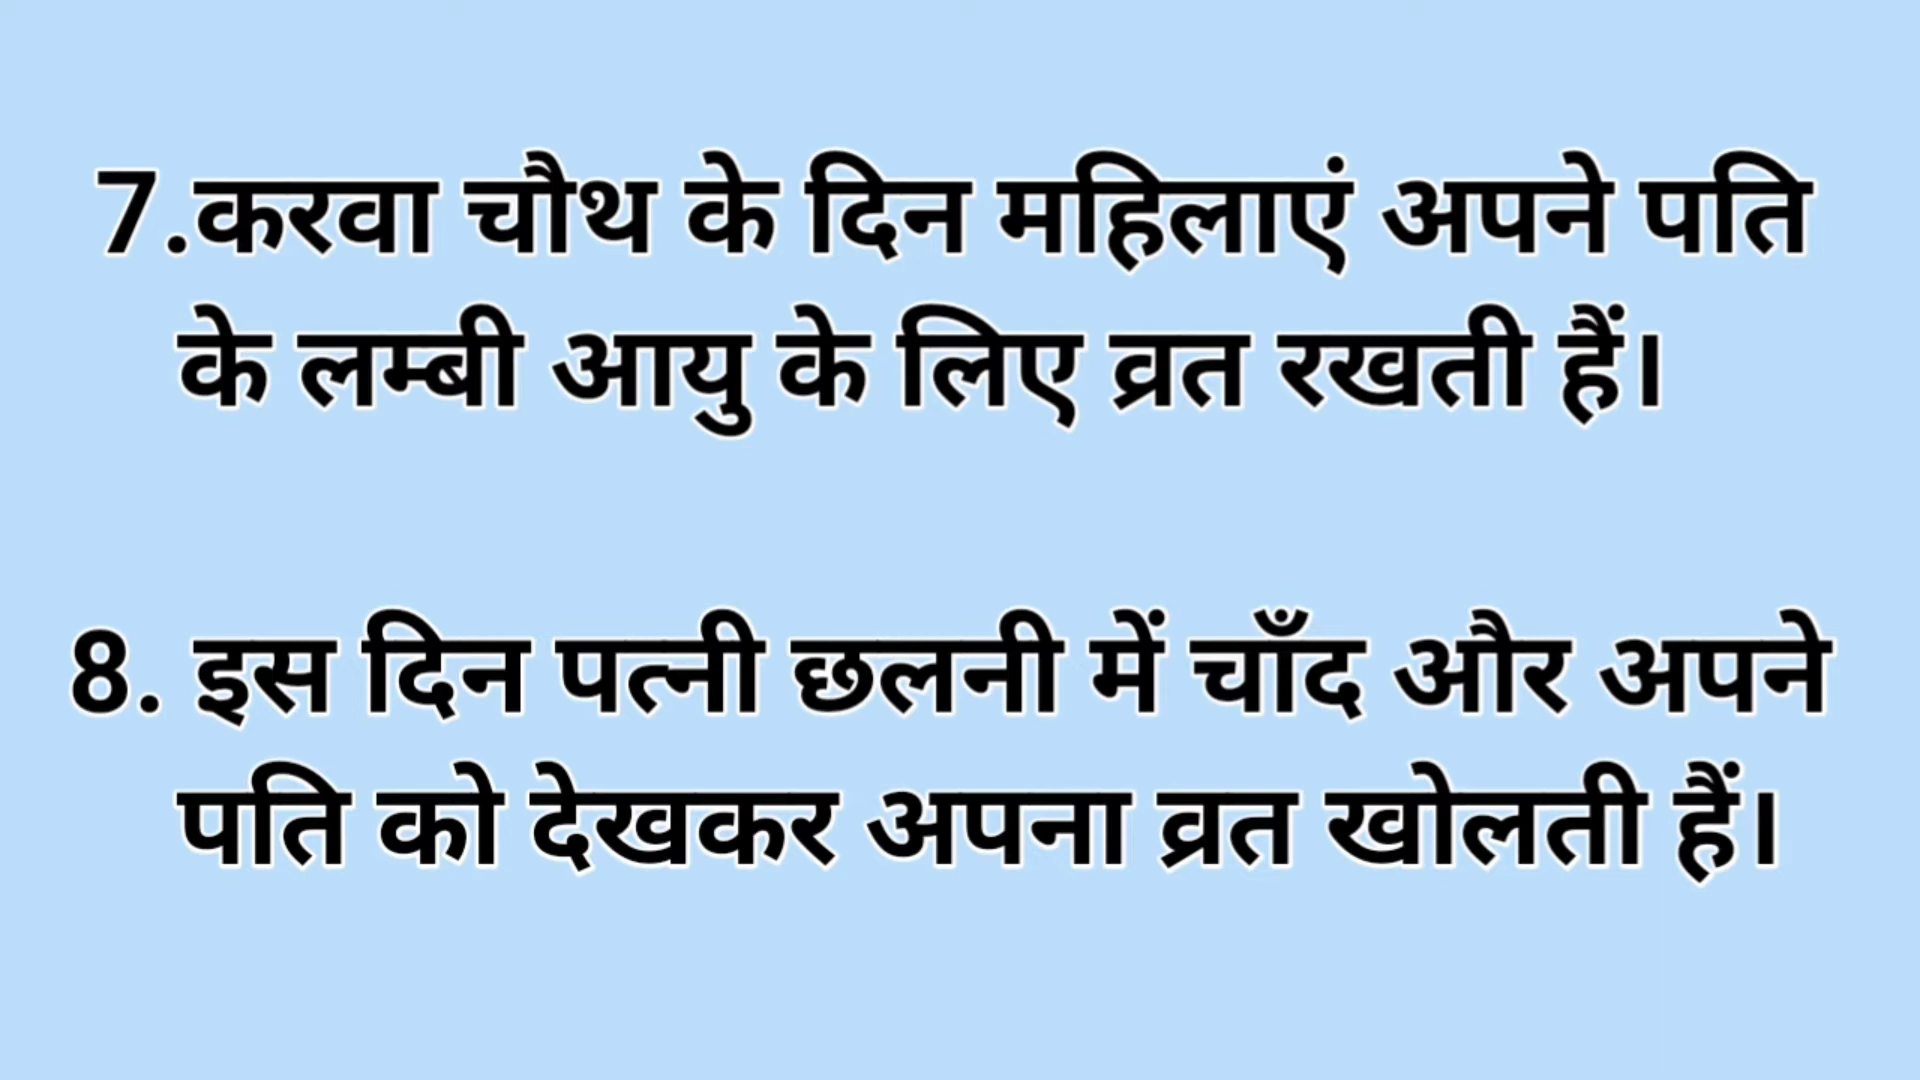 7.करवा चौथ के दिन महिलाएं अपने पति
के लम्बी आयु के लिए व्रत रखती हैं।
8. इस दिन पत्नी छलनी में चाँद और अपने
पति को देखकर अपना व्रत खोलती हैं।